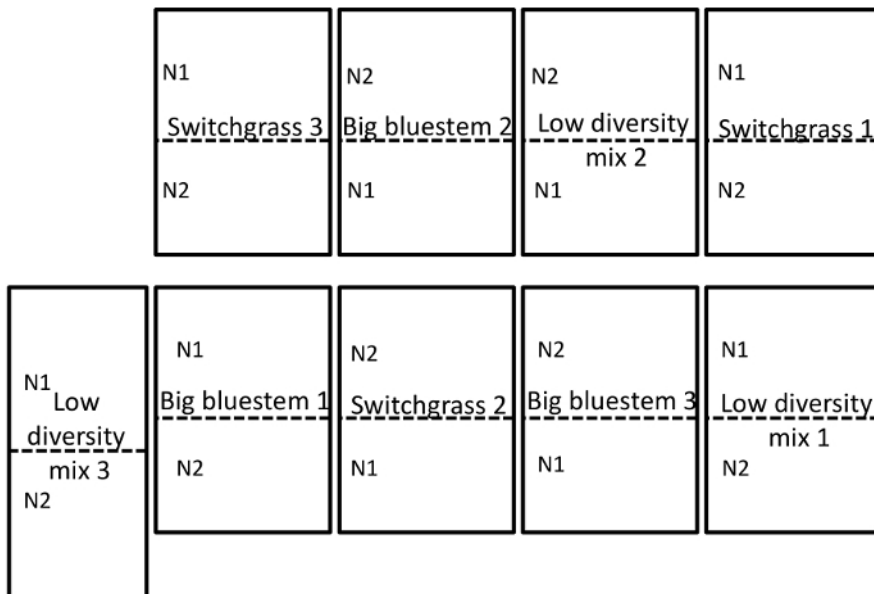 N1
Switchgrass 3
N2
N2
Big bluestem 2
N1
N2
Low diversity
mix 2
N1
N1
Switchgrass 1
N2
N1
Low
diversity
mix 3
N2
N1
Big bluestem 1
N2
N2
Switchgrass 2
N1
N2
Big bluestem 3
N1
N1
Low diversity
mix 1
N2